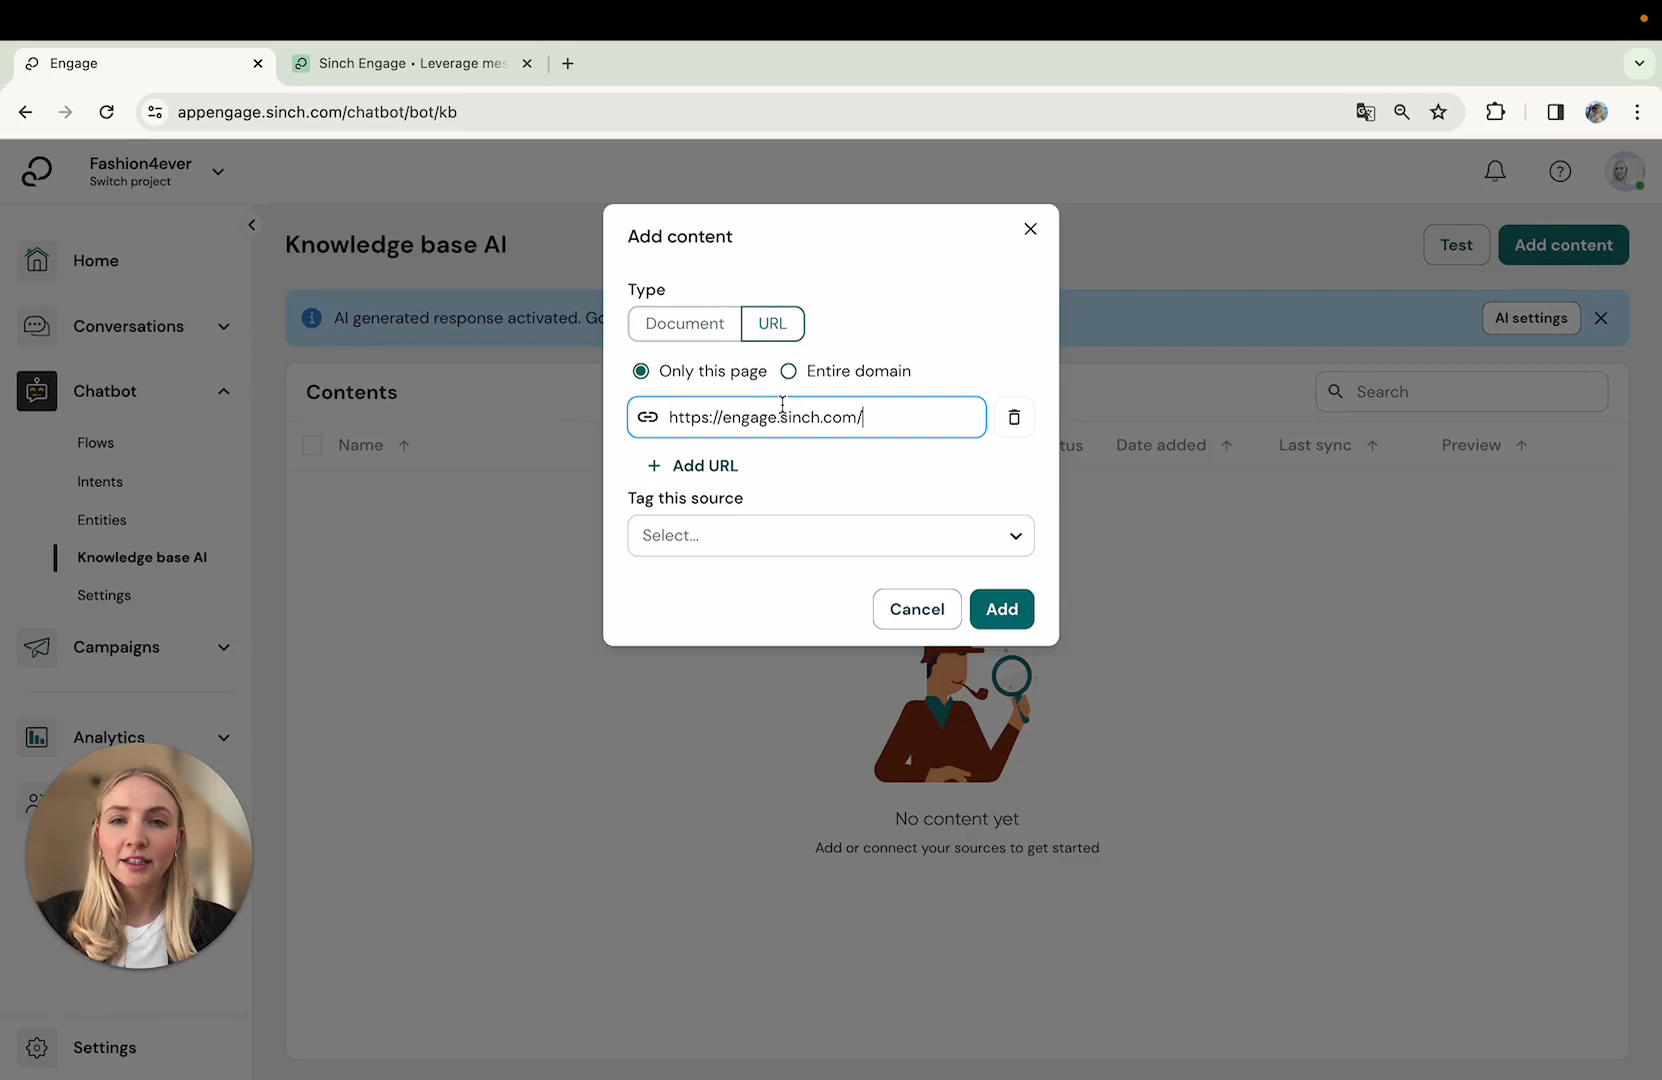 Engage
Sinch Engage • Leverage mes
appengage.sinch.com/chatbot/bot/kb
Fashion4ever
Switch project
Home
Conversations
Chatbot
Flows
Intents
Entities
Knowledge base AI
Settings
Campaigns
Analytics
Settings
Knowledge base AI
Test
Add content
AI generated response activated. Go
AI settings
Contents
Search
Name
tus
Date added
Last sync
Preview
Add content
Type
Document
URL
Only this page
Entire domain
https://engage.sinch.com/
+ Add URL
Tag this source
Select...
Cancel
Add
No content yet
Add or connect your sources to get started